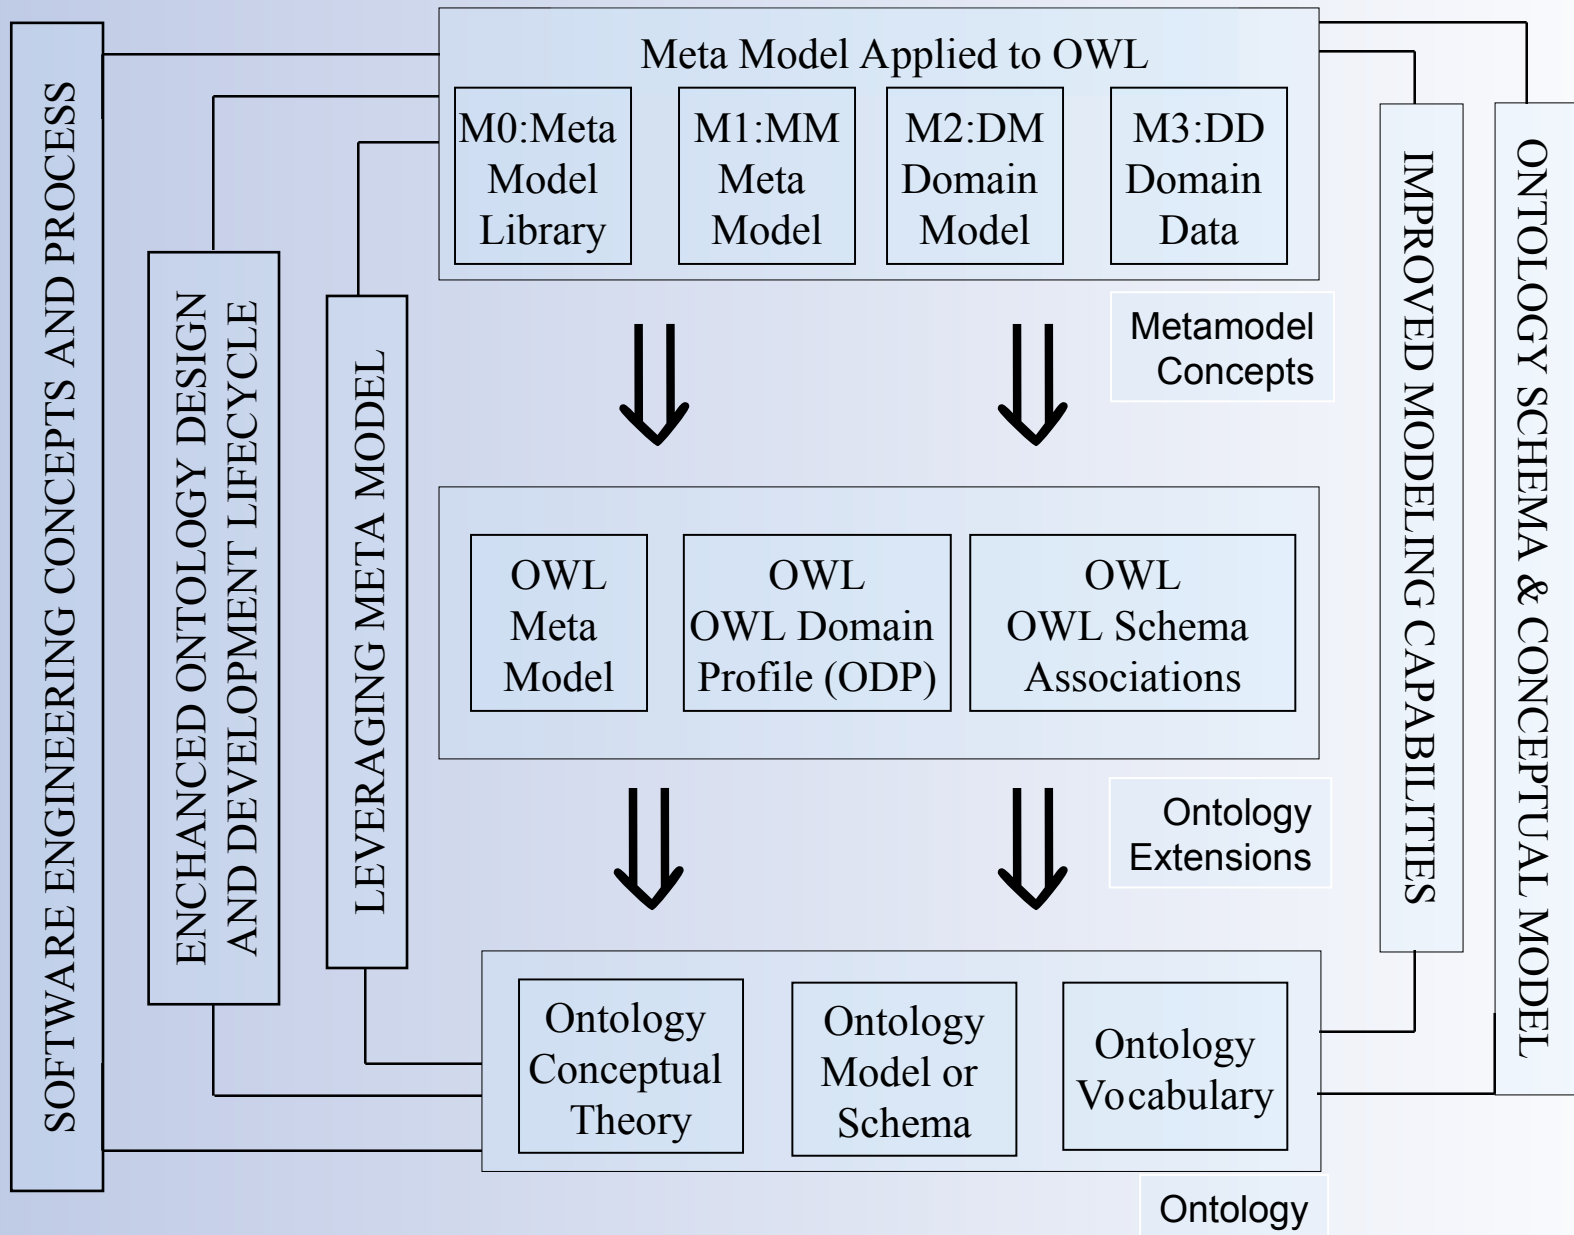 SOFTWARE ENGINEERING CONCEPTS AND PROCESS
ENCHANCED ONTOLOGY DESIGN
AND DEVELOPMENT LIFECYCLE
LEVERAGING META MODEL
Meta Model Applied to OWL
M0:Meta
Model
Library
M1:MM
Meta
Model
M2:DM
Domain
Model
M3:DD
Domain
Data
Metamodel
Concepts
OWL
Meta
Model
OWL
OWL Domain
Profile (ODP)
OWL
OWL Schema
Associations
Ontology
Extensions
Ontology
Conceptual
Theory
Ontology
Model or
Schema
Ontology
Vocabulary
Ontology
IMPROVED MODELING CAPABILITIES
ONTOLOGY SCHEMA & CONCEPTUAL MODEL